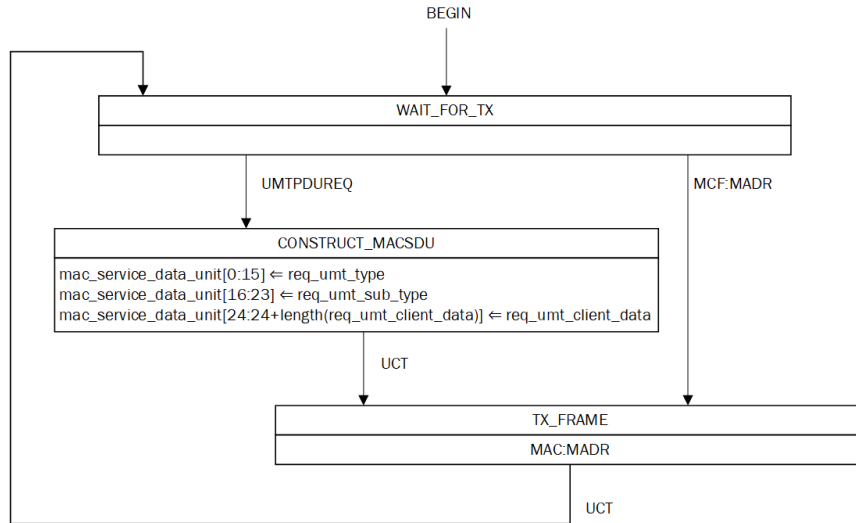 BEGIN
WAIT_FOR_TX
UMTPDUREQ
MCF:MADR
CONSTRUCT_MACSDU
mac_service_data_unit[0:15] ⇐ req_umt_type
mac_service_data_unit[16:23] ⇐ req_umt_sub_type
mac_service_data_unit[24:24+length(req_umt_client_data)] ⇐ req_umt_client_data
UCT
TX_FRAME
MAC:MADR
UCT